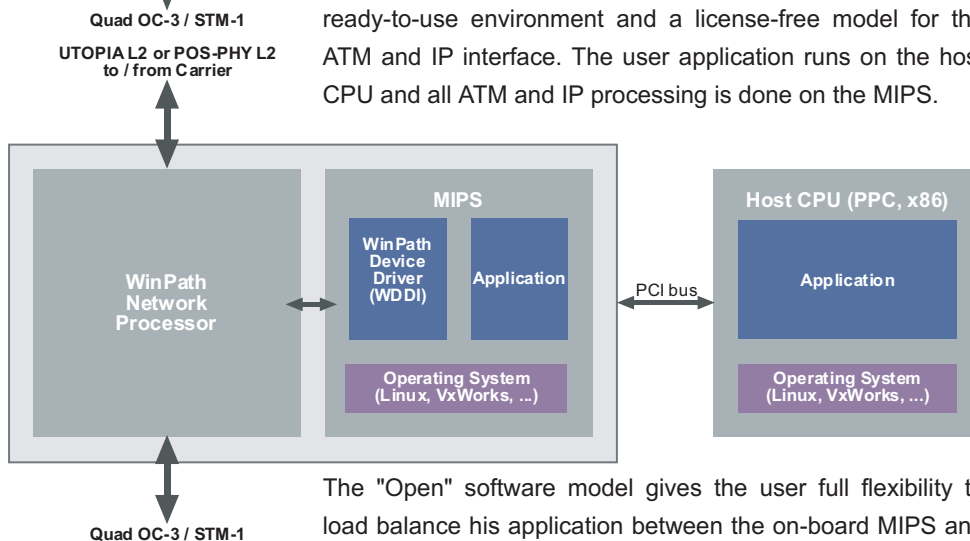 Quad OC-3 / STM-1
UTOPIA L2 or POS-PHY L2
to / from Carrier
ready-to-use environment and a license-free model for
ATM and IP interface. The user application runs on the
CPU and all ATM and IP processing is done on the MIPS.
WinPath
Network
Processor
MIPS
WinPath
Device
Driver
(WDDI)
Application
Operating System
(Linux, VxWorks, ...)
PCI bus
Host CPU (PPC, x86)
Application
Operating System
(Linux, VxWorks, ...)
Quad OC-3 / STM-1
The "Open" software model gives the user full flexibility
load balance his application between the on-board MIPS